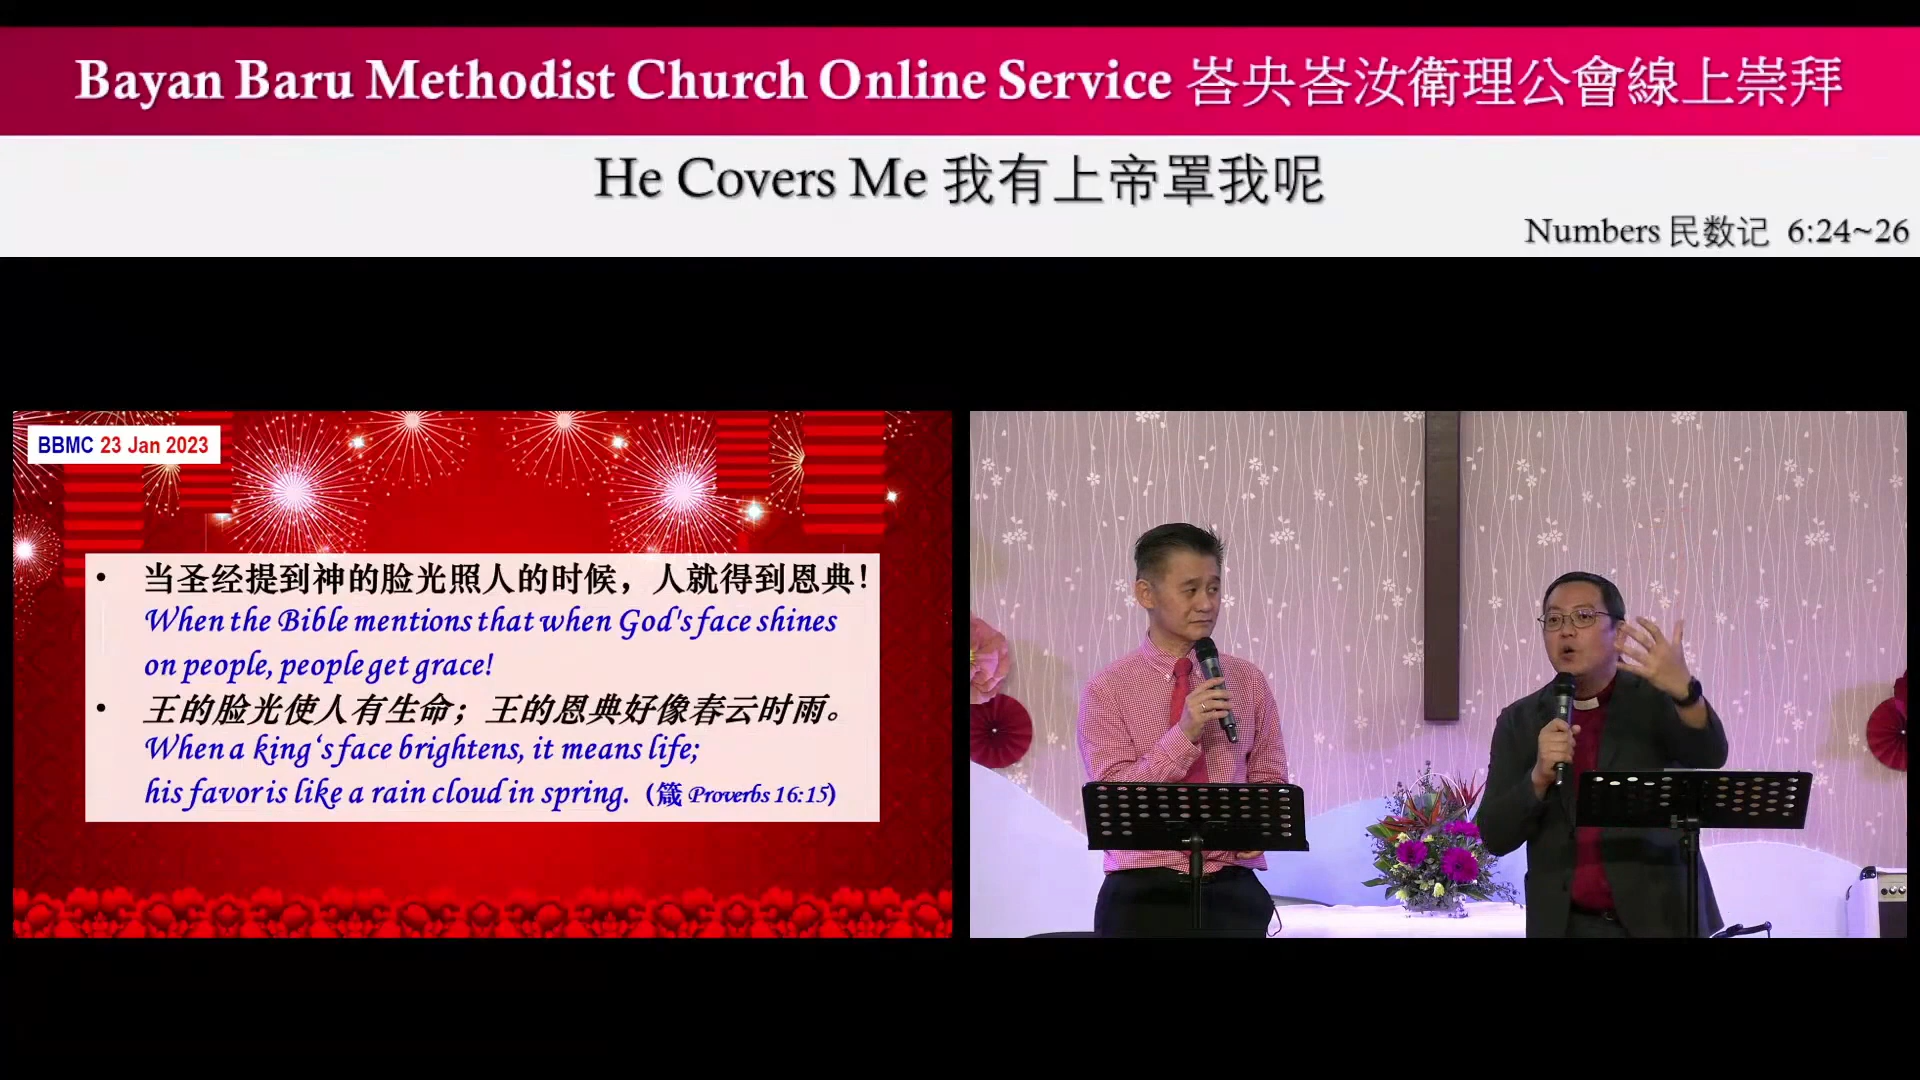 Bayan Baru Methodist Church Online Service 峇央峇汝衛理公會線上崇拜
He Covers Me 我有上帝罩我呢
Numbers 民数记 6:24~26
BBMC 23 Jan 2023
• 当圣经提到神的脸光照人的时候，人就得到恩典！
When the Bible mentions that when God's face shines
on people, people get grace!
• 王的脸光使人有生命；王的恩典好像春云时雨。
When a king‘s face brightens, it means life;
his favor is like a rain cloud in spring. (箴 Proverbs 16:15)